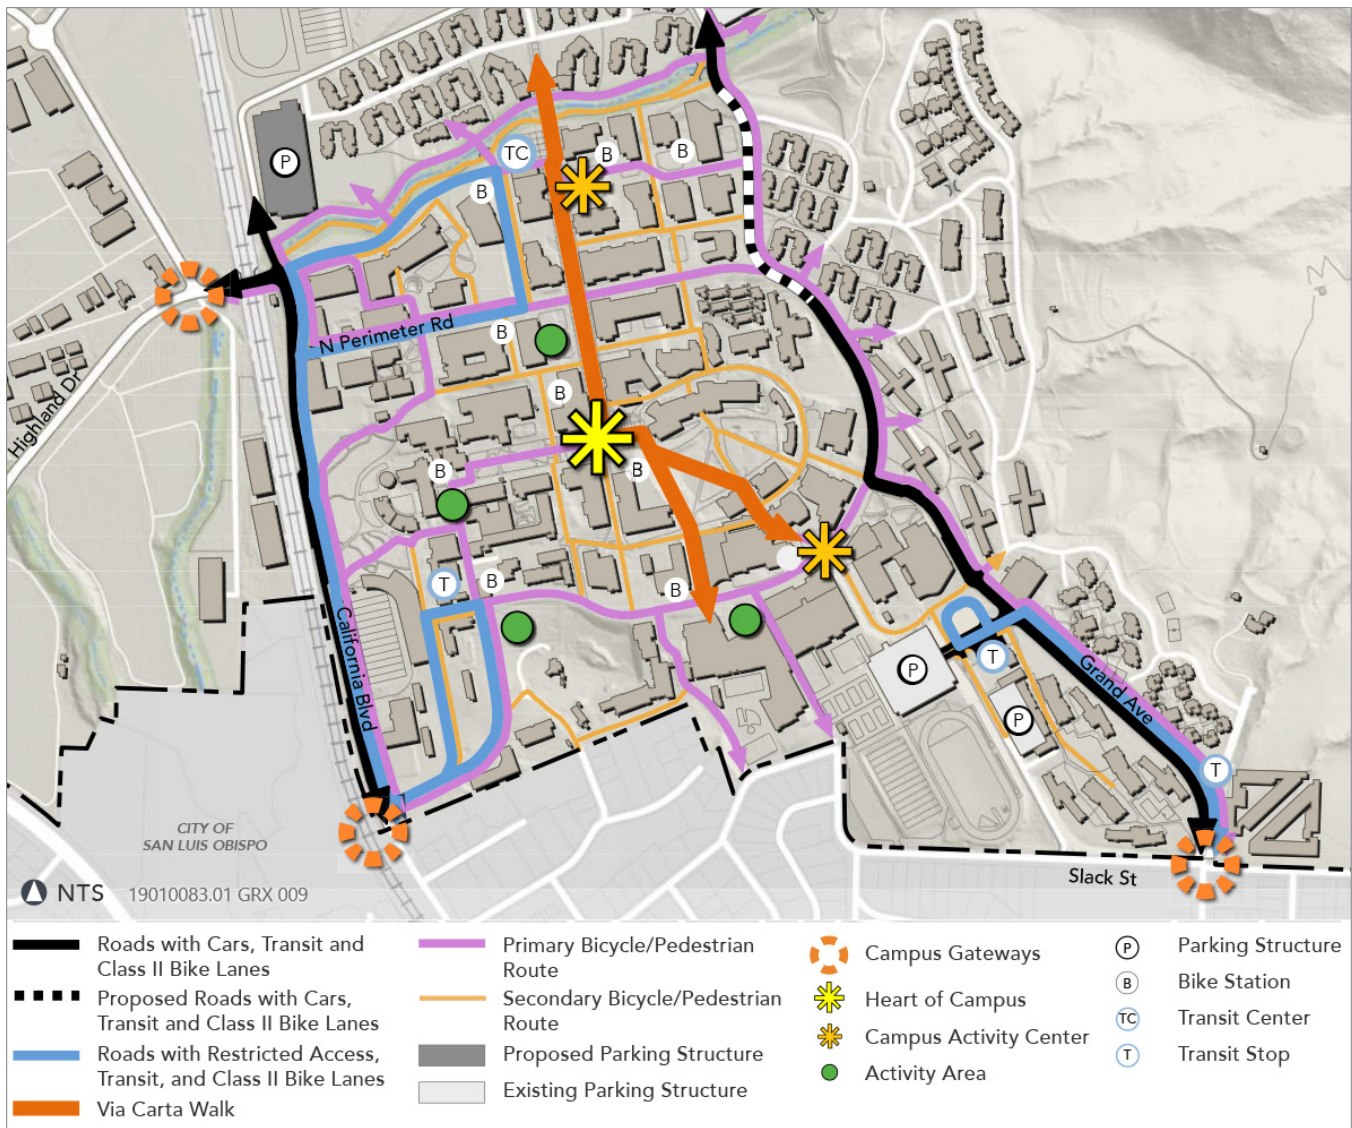 P
TC
B
B
B
N Perimeter Rd
B
B
Highland Dr
B
B
T
B
B
California Blvd
P
T
Grand Ave
P
T
CITY OF
SAN LUIS OBISPO
Slack St
NTS 19010083.01 GRX 009
Roads with Cars, Transit and
Class II Bike Lanes
Proposed Roads with Cars,
Transit and Class II Bike Lanes
Roads with Restricted Access,
Transit, and Class II Bike Lanes
Via Carta Walk
Primary Bicycle/Pedestrian
Route
Secondary Bicycle/Pedestrian
Route
Proposed Parking Structure
Existing Parking Structure
Campus Gateways
Heart of Campus
Campus Activity Center
Activity Area
P Parking Structure
B Bike Station
TC Transit Center
T Transit Stop